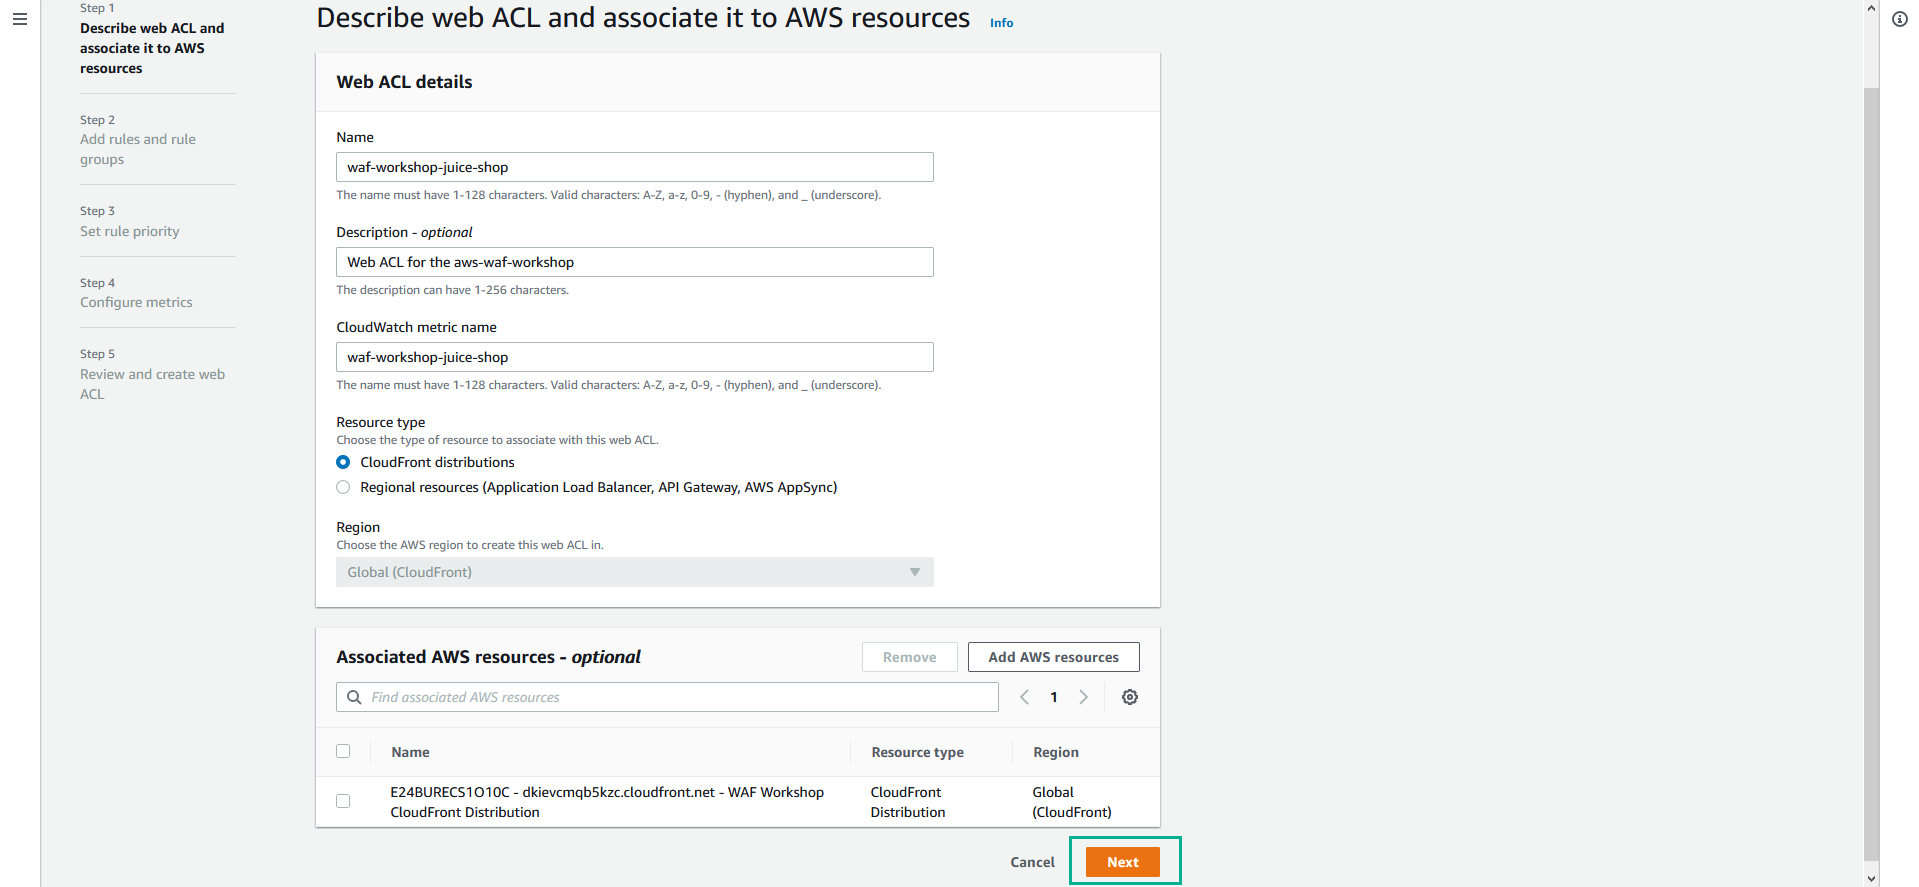 Step 1
Describe web ACL and
associate it to AWS
resources
Step 2
Add rules and rule
groups
Step 3
Set rule priority
Step 4
Configure metrics
Step 5
Review and create web
ACL
Describe web ACL and associate it to AWS resources Info
Web ACL details
Name
waf-workshop-juice-shop
The name must have 1-128 characters. Valid characters: A-Z, a-z, 0-9, - (hyphen), and _ (underscore).
Description - optional
Web ACL for the aws-waf-workshop
The description can have 1-256 characters.
CloudWatch metric name
waf-workshop-juice-shop
The name must have 1-128 characters. Valid characters: A-Z, a-z, 0-9, - (hyphen), and _ (underscore).
Resource type
Choose the type of resource to associate with this web ACL.
CloudFront distributions
Regional resources (Application Load Balancer, API Gateway, AWS AppSync)
Region
Choose the AWS region to create this web ACL in.
Global (CloudFront)
Associated AWS resources - optional
Remove
Add AWS resources
Find associated AWS resources
1
Name Resource type Region
E24BURECS1O10C - dkievcmqb5kzc.cloudfront.net - WAF Workshop
CloudFront Distribution
CloudFront
Distribution
Global
(CloudFront)
Cancel
Next